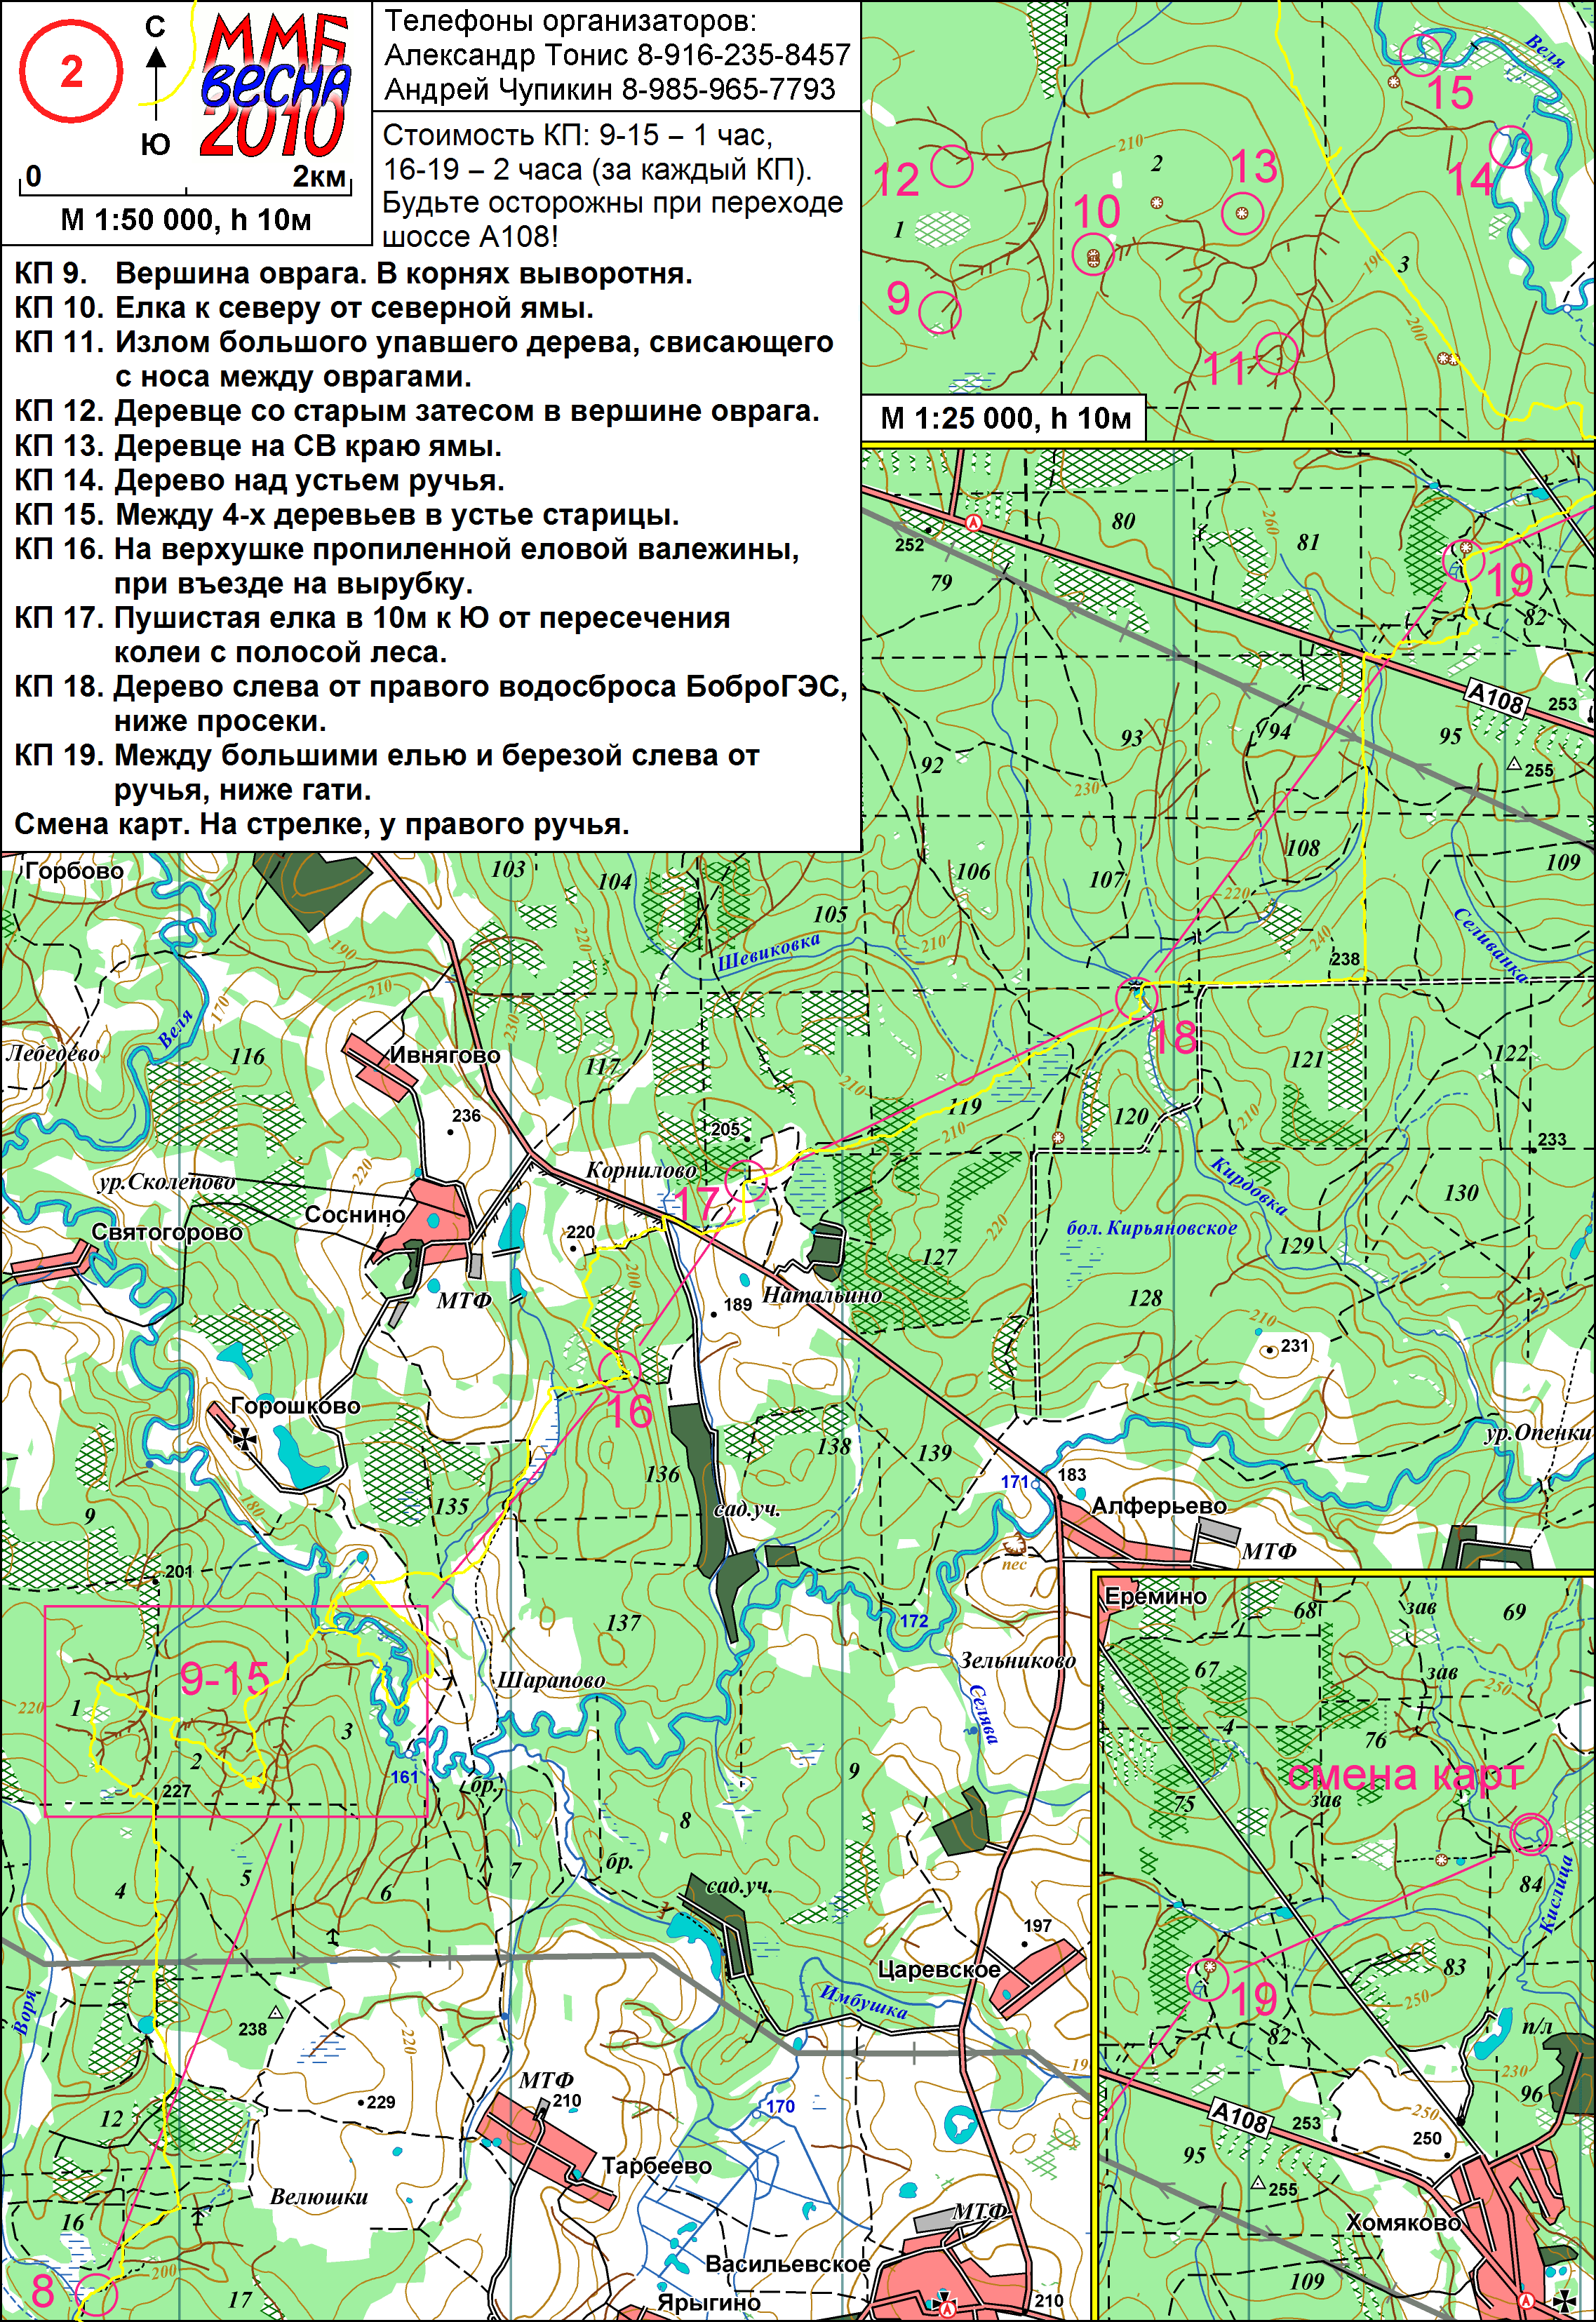 2
С
Ю
ММБ
весна
2010
0 2км
М 1:50 000, h 10м
Телефоны организаторов:
Александр Тонис 8-916-235-8457
Андрей Чупикин 8-985-965-7793
Стоимость КП: 9-15 – 1 час,
16-19 – 2 часа (за каждый КП).
Будьте осторожны при переходе
шоссе А108!
КП 9. Вершина оврага. В корнях выворотня.
КП 10. Елка к северу от северной ямы.
КП 11. Излом большого упавшего дерева, свисающего
с носа между оврагами.
КП 12. Деревце со старым затесом в вершине оврага.
КП 13. Деревце на СВ краю ямы.
КП 14. Дерево над устьем ручья.
КП 15. Между 4-х деревьев в устье старицы.
КП 16. На верхушке пропиленной еловой валежины,
при въезде на вырубку.
КП 17. Пушистая елка в 10м к Ю от пересечения
колеи с полосой леса.
КП 18. Дерево слева от правого водосброса БоброГЭС,
ниже просеки.
КП 19. Между большими елью и березой слева от
ручья, ниже гати.
Смена карт. На стрелке, у правого ручья.
Веля
15
14
210
2
13
12
10
1
9
190
3
200
11
М 1:25 000, h 10м
80
252
79
260
81
19
82
А108
253
94
93
95
92
255
230
108
109
107
106
220
Горбово
103
104
105
Шевиковка
210
220
240
238
Селиванка
190
210
170
Веля
Лебедево
116
Ивнягово
230
117
18
121
122
236
210
119
120
210
210
205
233
Корнилово
17
Кирдовка
130
ур.Сколепово
220
Соснино
Святогорово
220
127
220
бол. Кирьяновское
129
МТФ
200
189
Натальино
128
210
231
Горошково
16
ур.Опенки
136
138
139
180
135
сад.уч.
171
183
Алферьево
9
МТФ
пес
201
172
137
Зельниково
9-15
Шарапово
Селява
220
1
3
2
161
227
бр.
9
8
4
5
6
7
бр.
сад.уч.
197
Царевское
Воря
238
220
Имбушка
190
229
МТФ
210
170
12
Тарбеево
Велюшки
МТФ
16
8
200
17
Васильевское
Ярыгино
210
Еремино
68
зав
69
67
зав
250
4
76
смена карт
75
зав
84
Кислица
83
19
250
82
п/л
230
96
А108
253
250
250
95
255
Хомяково
109